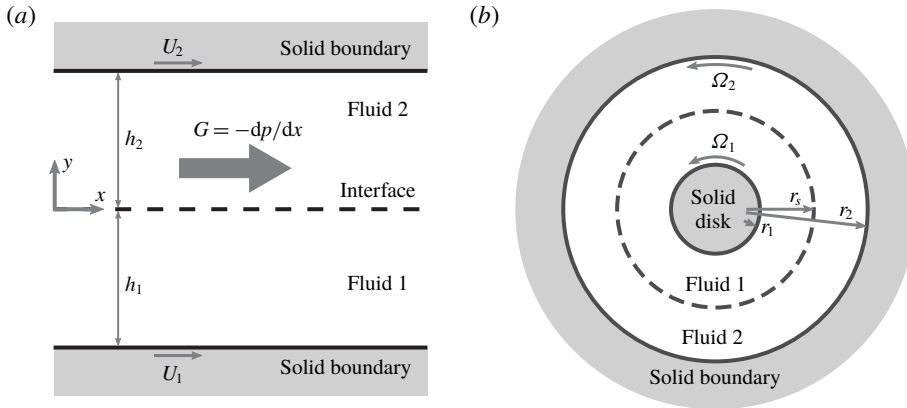 (a)
U₂
Solid boundary
Fluid 2
G = −dp/dx
h₂
y
x
Interface
h₁
Fluid 1
U₁
Solid boundary
(b)
Ω₂
Ω₁
Solid
disk
rₛ
r₂
r₁
Fluid 1
Fluid 2
Solid boundary